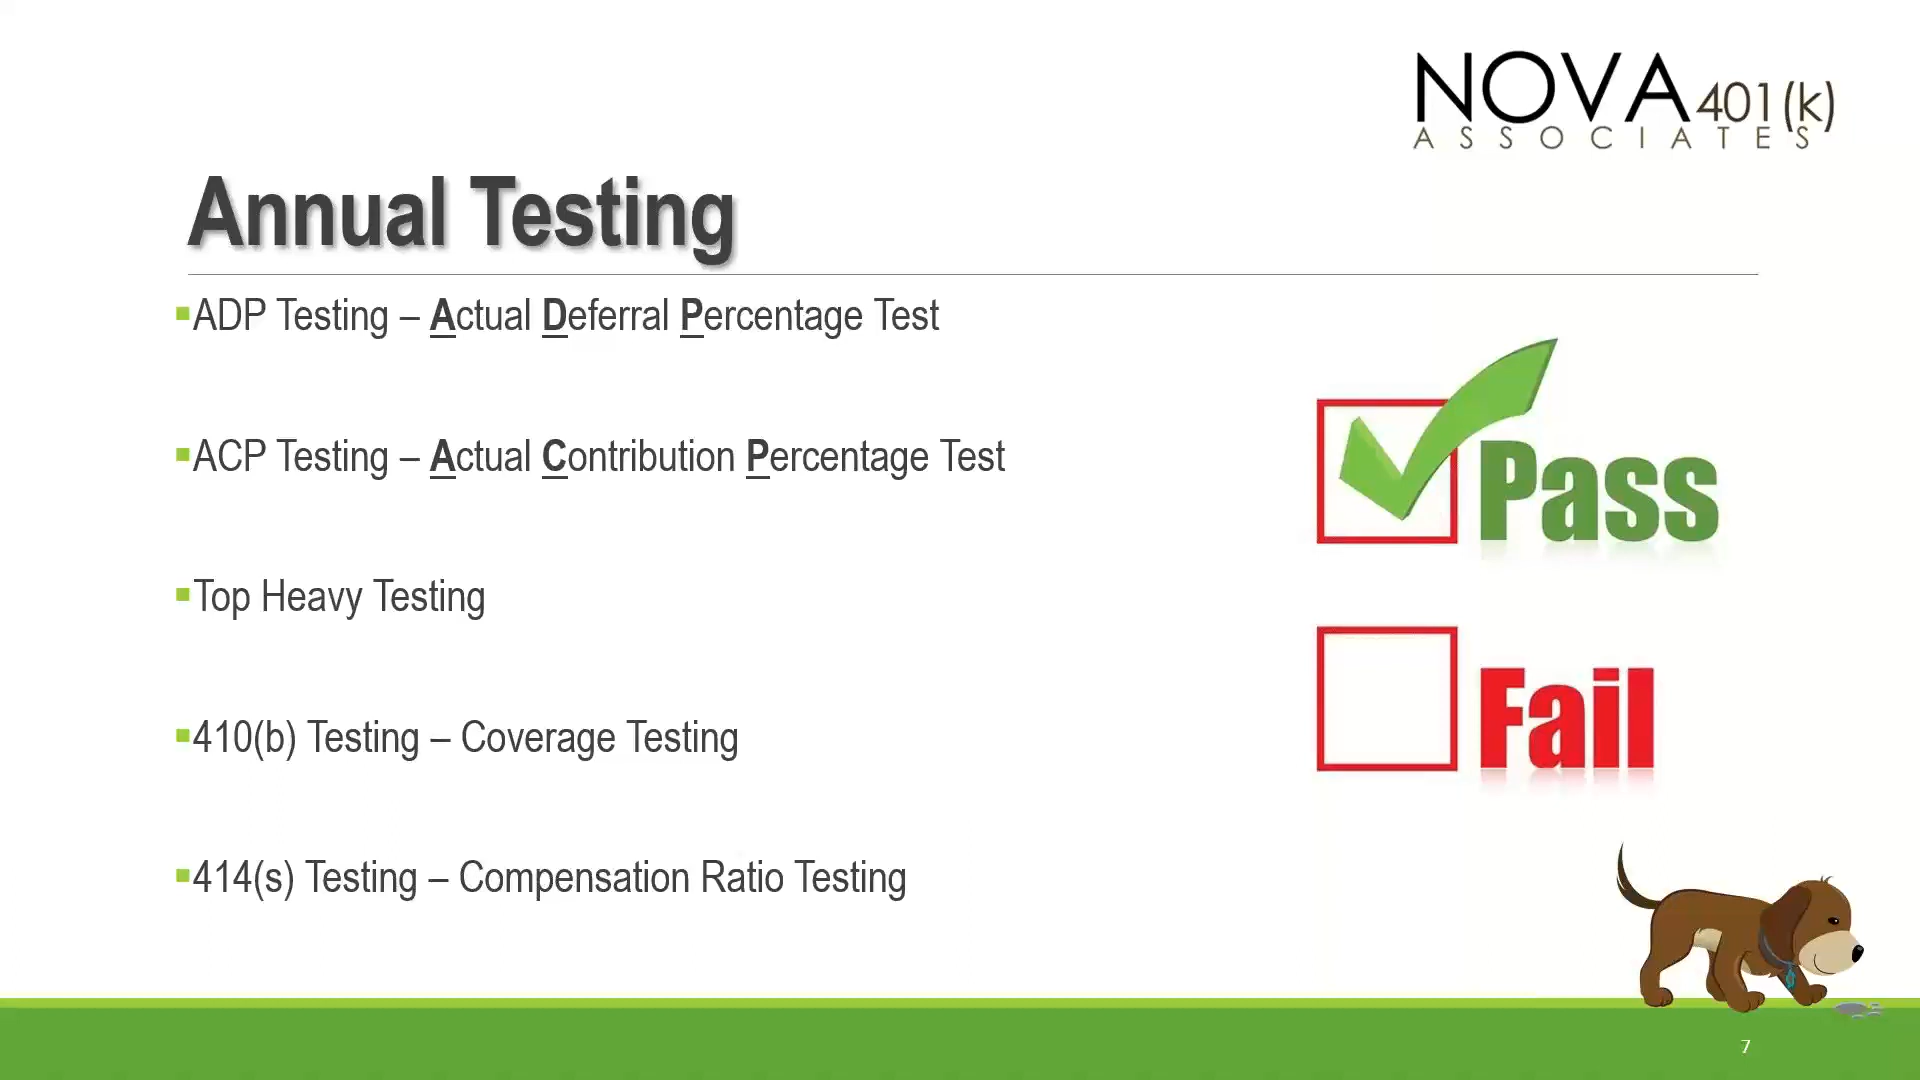 NOVA 401(k)
ASSOCIATES
Annual Testing
▪ADP Testing – Actual Deferral Percentage Test
▪ACP Testing – Actual Contribution Percentage Test
▪Top Heavy Testing
▪410(b) Testing – Coverage Testing
▪414(s) Testing – Compensation Ratio Testing
Pass
Fail
7